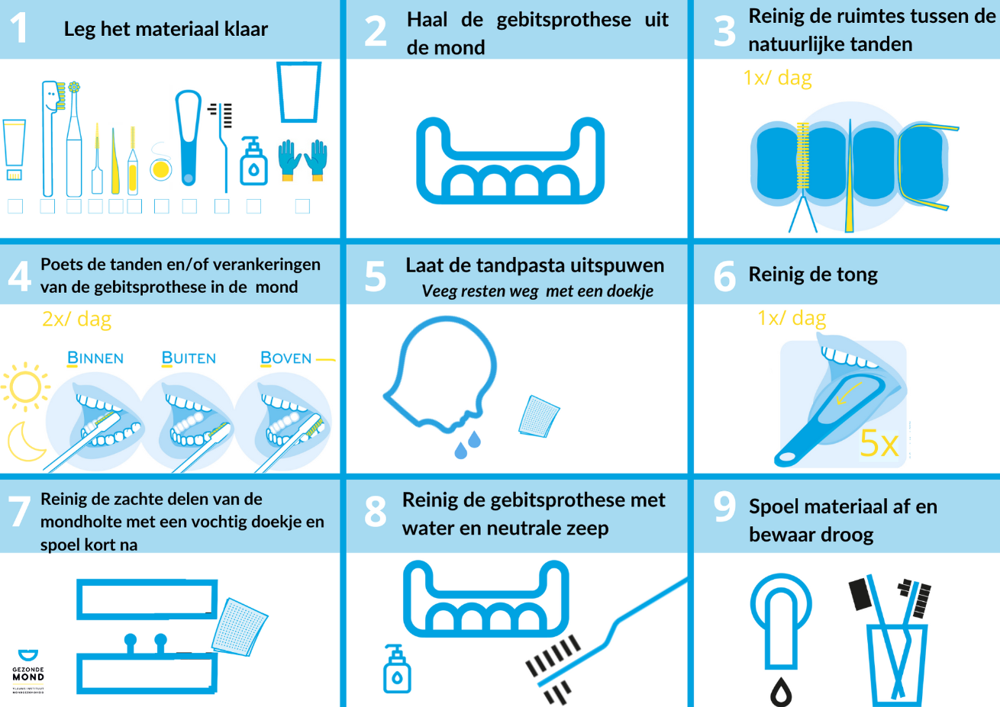 1
Leg het materiaal klaar
2
Haal de gebitsprothese uit
de mond
3
Reinig de ruimtes tussen de
natuurlijke tanden
1x/ dag
4
Poets de tanden en/of verankeringen
van de gebitsprothese in de mond
2x/ dag
BINNEN
BUITEN
BOVEN
5
Laat de tandpasta uitspuwen
Veeg resten weg met een doekje
6
Reinig de tong
1x/ dag
5x
7
Reinig de zachte delen van de
mondholte met een vochtig doekje en
spoel kort na
GEZONDE
MOND
VLAAMS INSTITUUT
MONDGEZONDHEID
8
Reinig de gebitsprothese met
water en neutrale zeep
9
Spoel materiaal af en
bewaar droog